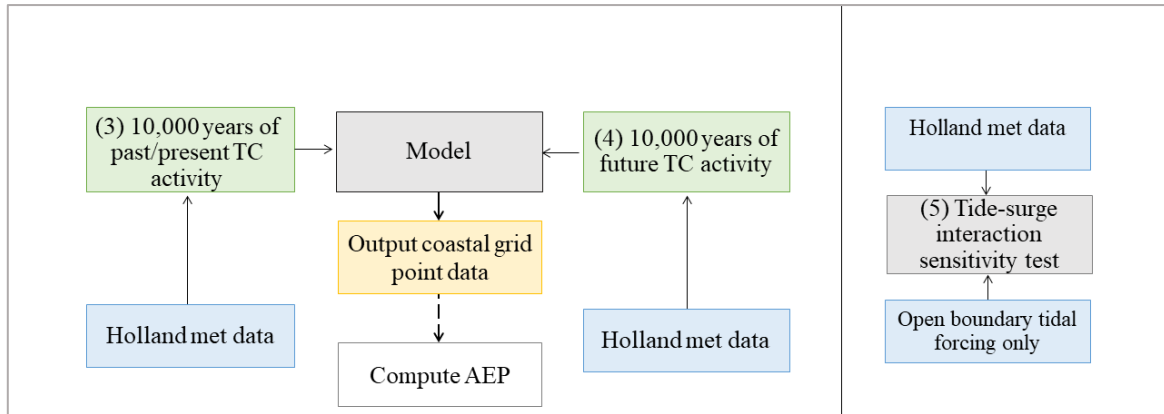 (3) 10,000 years of
past/present TC
activity
Model
(4) 10,000 years of
future TC activity
Output coastal grid
point data
Holland met data
Compute AEP
Holland met data
Holland met data
(5) Tide-surge
interaction
sensitivity test
Open boundary tidal
forcing only